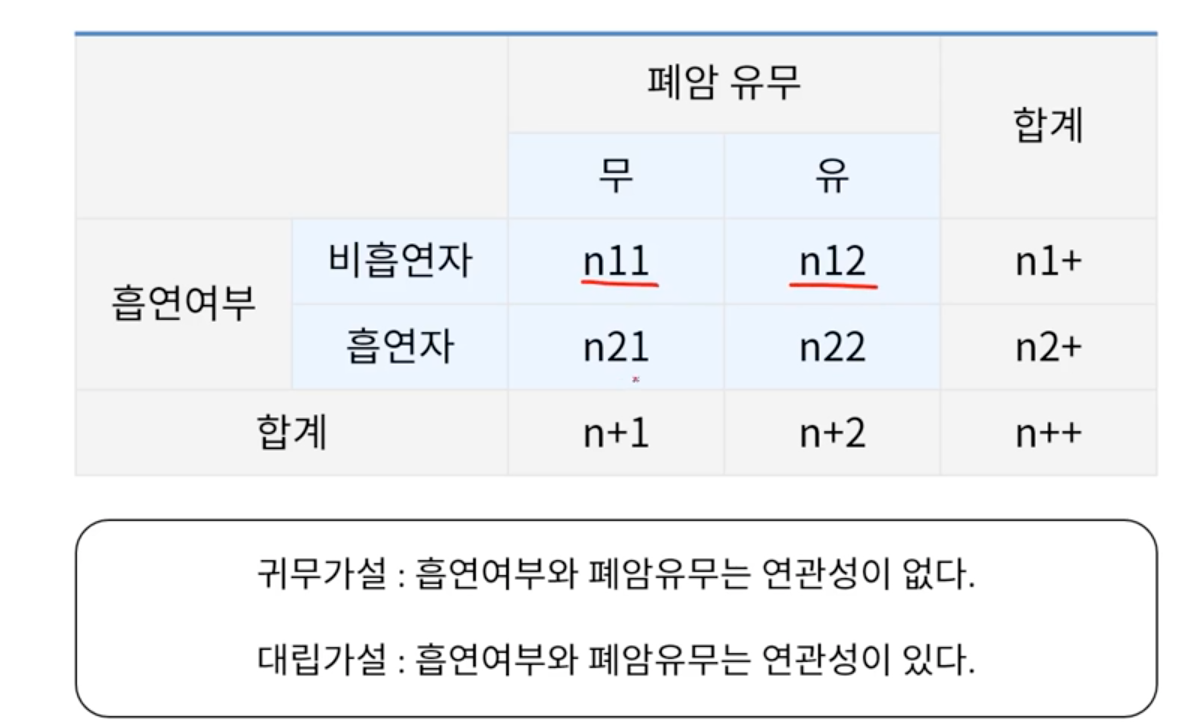 폐암 유무
합계
무 유
비흡연자 n11 n12 n1+
흡연여부
흡연자 n21 n22 n2+
합계 n+1 n+2 n++
귀무가설 : 흡연여부와 폐암유무는 연관성이 없다.
대립가설 : 흡연여부와 폐암유무는 연관성이 있다.